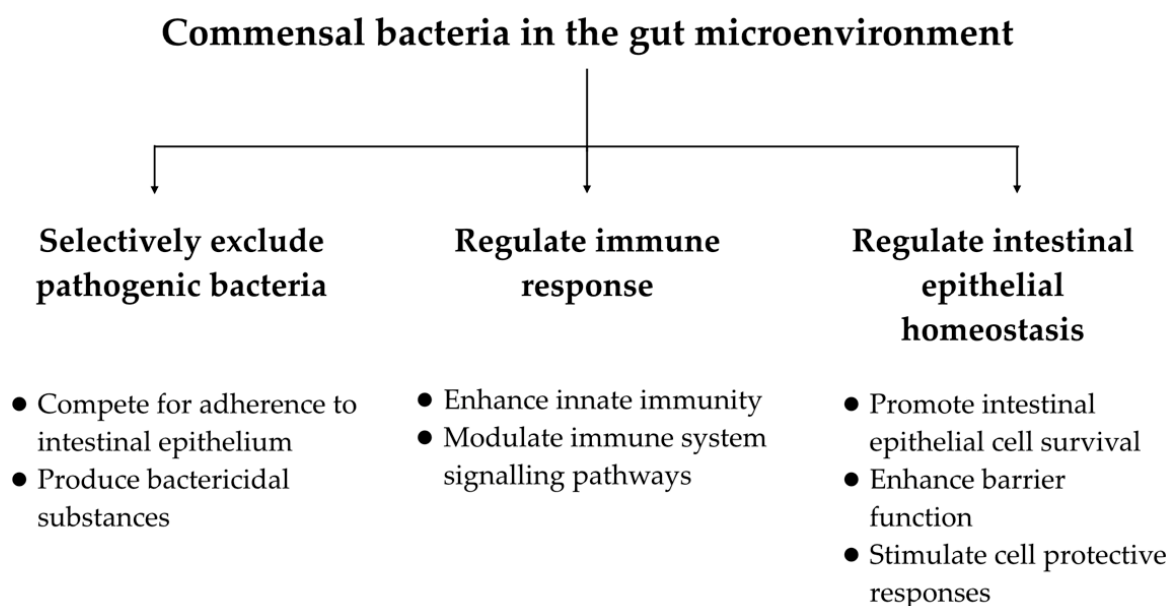 Commensal bacteria in the gut microenvironment
Selectively exclude
pathogenic bacteria
● Compete for adherence to
intestinal epithelium
● Produce bactericidal
substances
Regulate immune
response
● Enhance innate immunity
● Modulate immune system
signalling pathways
Regulate intestinal
epithelial
homeostasis
● Promote intestinal
epithelial cell survival
● Enhance barrier
function
● Stimulate cell protective
responses